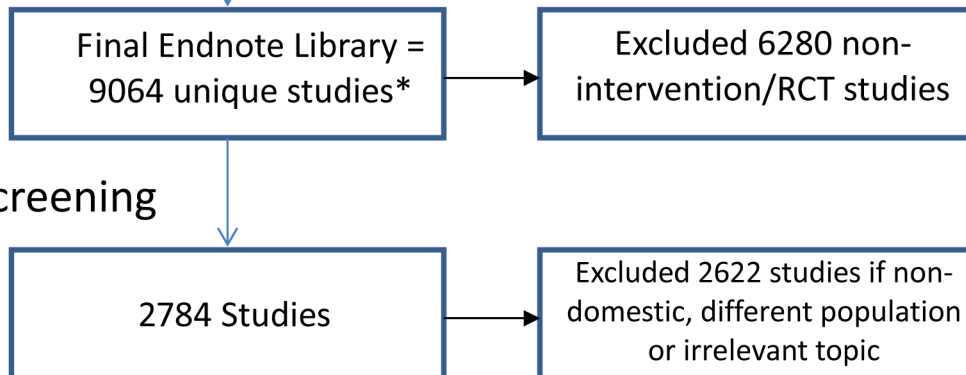 Final Endnote Library =
9064 unique studies*
Excluded 6280 non-
intervention/RCT studies
creening
2784 Studies
Excluded 2622 studies if non-
domestic, different population
or irrelevant topic